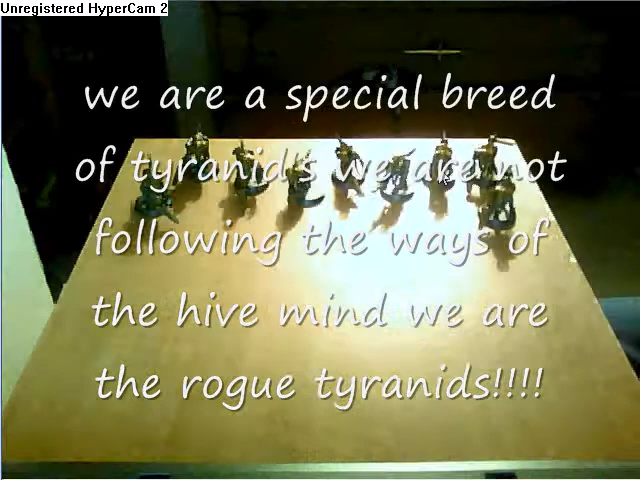 Unregistered HyperCam 2
we are a special breed
of tyranid's we are not
following the ways of
the hive mind we are
the rogue tyranids!!!!